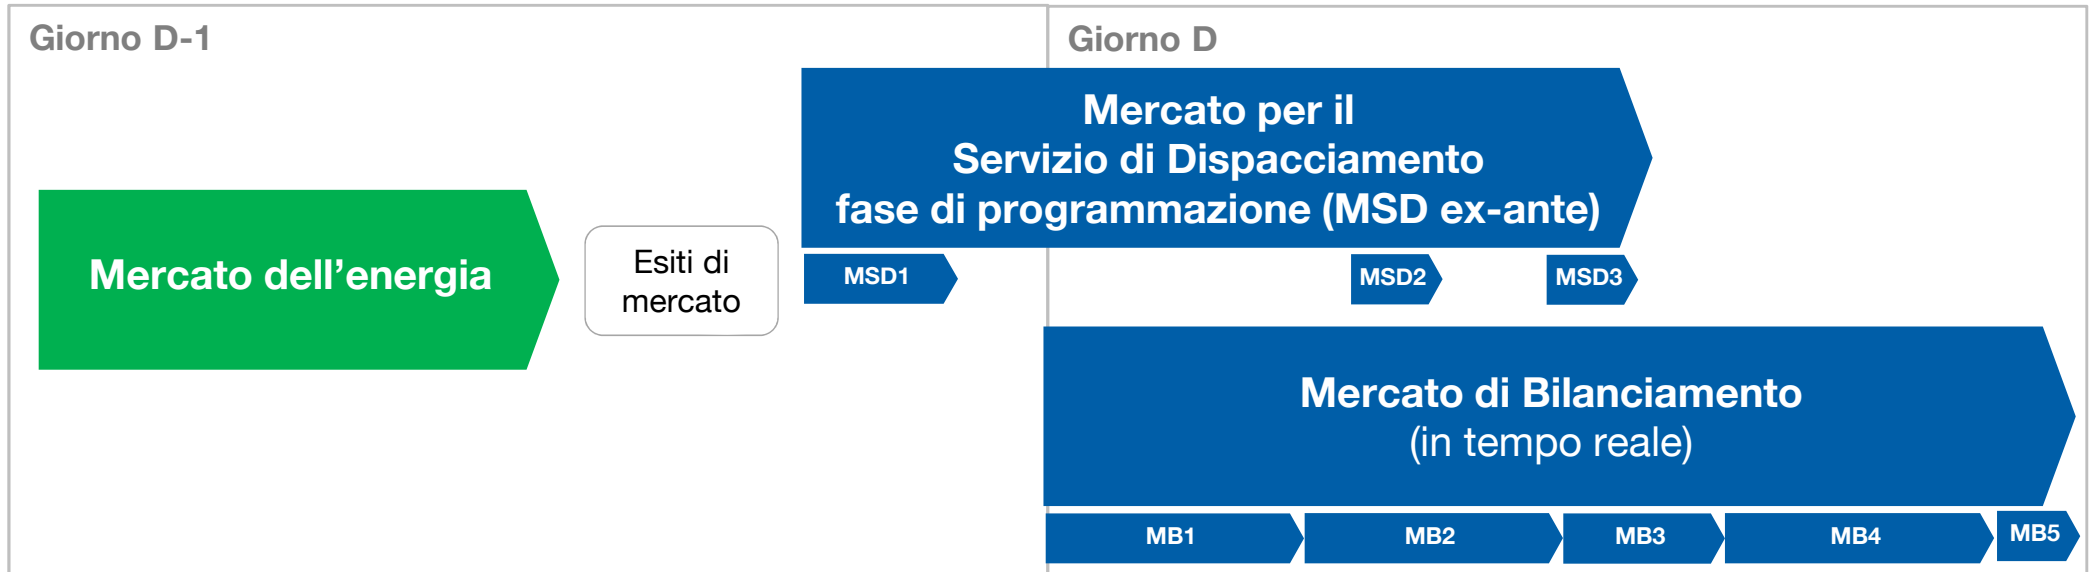 Giorno D-1
Giorno D
Mercato per il
Servizio di Dispacciamento
fase di programmazione (MSD ex-ante)
Mercato dell’energia
Esiti di
mercato
MSD1
MSD2
MSD3
Mercato di Bilanciamento
(in tempo reale)
MB1
MB2
MB3
MB4
MB5